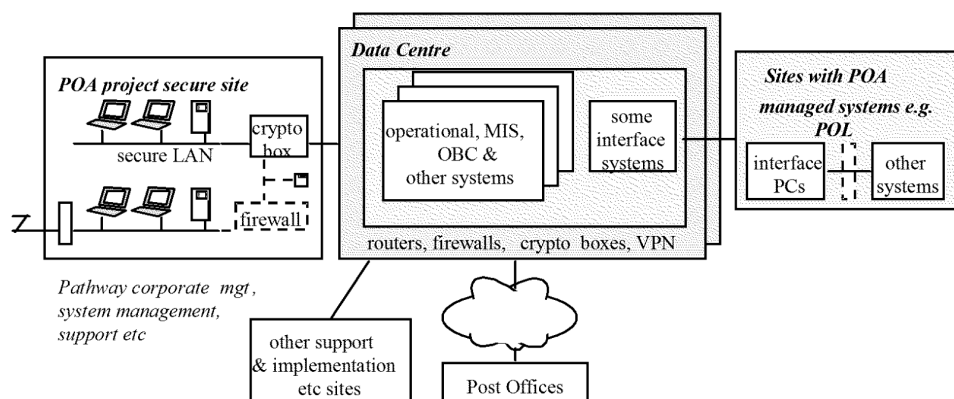 Data Centre
POA project secure site
Sites with POA
managed systems e.g.
POL
crypto
box
secure LAN
firewall
operational, MIS,
OBC &
other systems
some
interface
systems
interface
PCs
other
systems
routers, firewalls, crypto boxes, VPN
Pathway corporate mgt,
system management,
support etc
other support
& implementation
etc sites
Post Offices